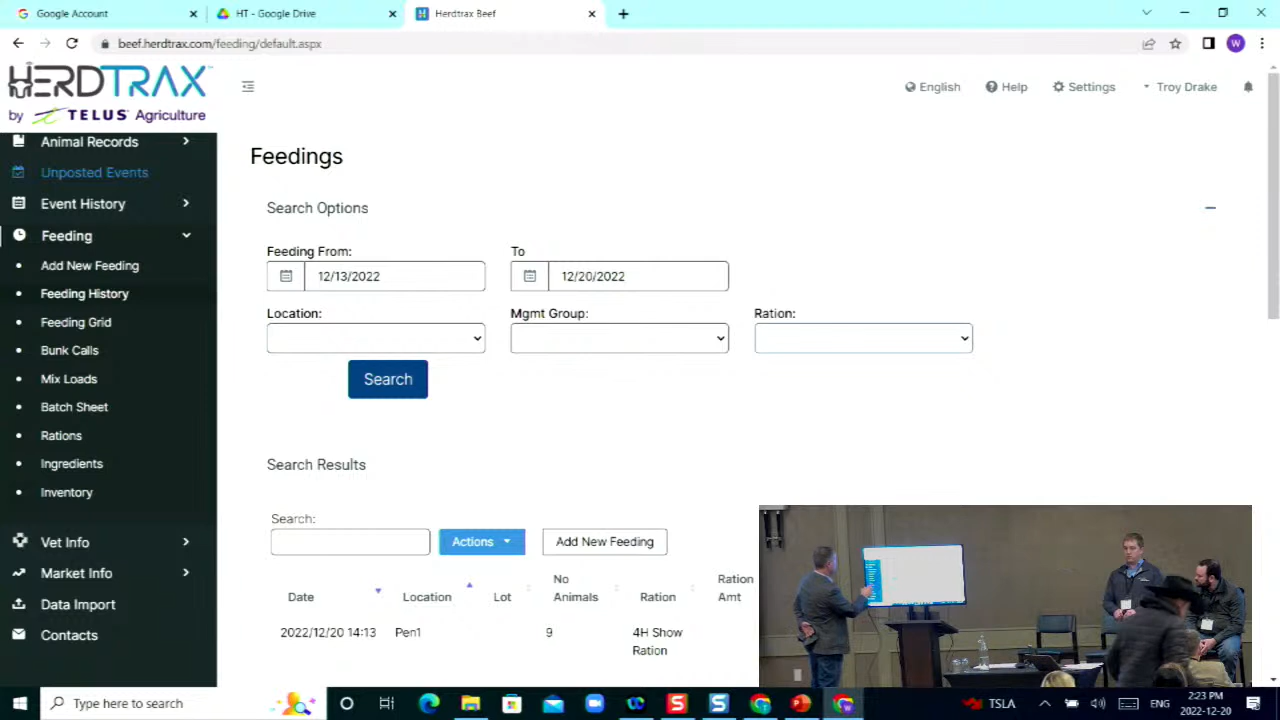 Google Account
HT - Google Drive
Herdtrax Beef
beef.herdtrax.com/feeding/default.aspx
W
HERDTRAX™
by TELUS® Agriculture
English
Help
Settings
Troy Drake
Animal Records
Unposted Events
Event History
Feeding
Add New Feeding
Feeding History
Feeding Grid
Bunk Calls
Mix Loads
Batch Sheet
Rations
Ingredients
Inventory
Vet Info
Market Info
Data Import
Contacts
Feedings
Search Options
Feeding From:
To
12/13/2022
12/20/2022
Location:
Mgmt Group:
Ration:
Search
Search Results
Search:
Actions
Add New Feeding
Date
Location
Lot
No Animals
Ration
Ration Amt
2022/12/20 14:13
Pen1
9
4H Show
Ration
Type here to search
TSLA
ENG
2:23 PM
2022-12-20